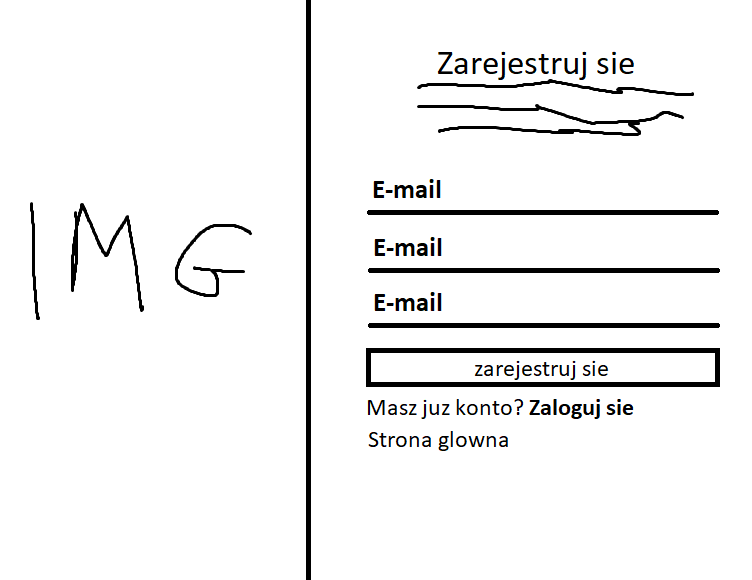 IMG
Zarejestruj sie
E-mail
E-mail
E-mail
zarejestruj sie
Masz juz konto? Zaloguj sie
Strona glowna